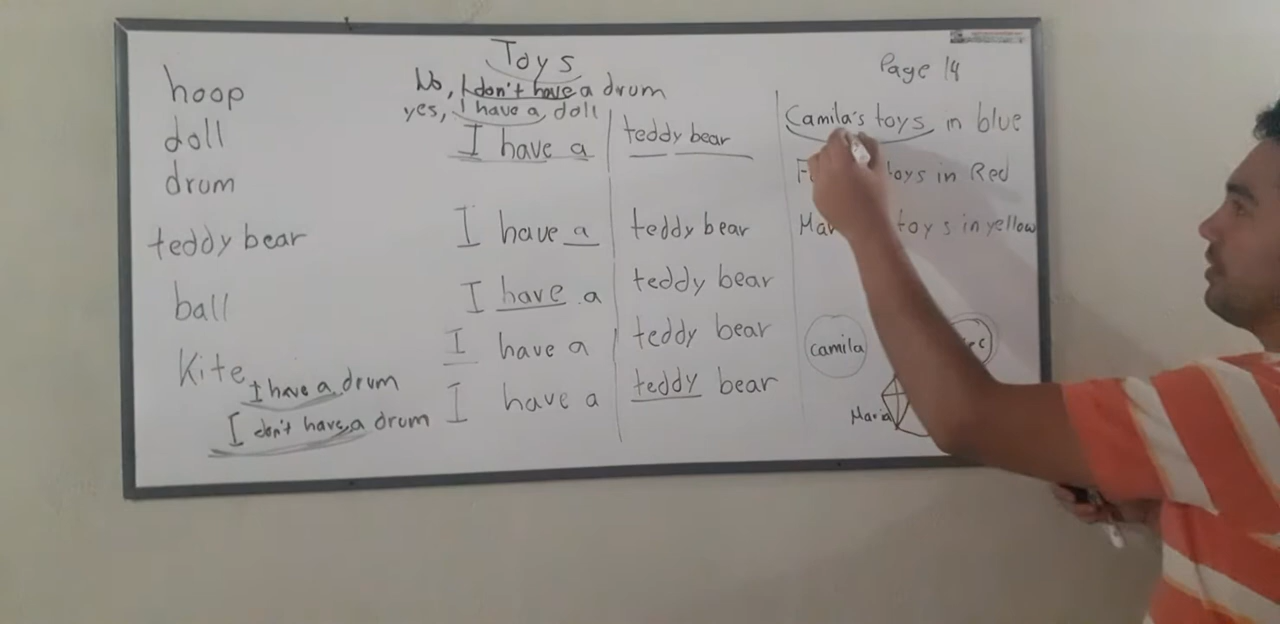 Toys
No, I don't have a drum
yes, I have a doll
hoop
doll
drum
teddy bear
ball
Kite
I have a drum
I don't have a drum
I have a teddy bear
I have a teddy bear
I have a teddy bear
I have a teddy bear
I have a teddy bear
Page 14
Camila's toys in blue
toys in Red
toys in yellow
Camila
Maria